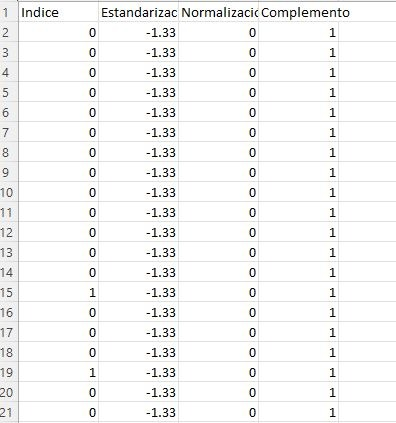 1 Indice Estandarizac Normalizació Complemento
2 0 -1.33 0 1
3 0 -1.33 0 1
4 0 -1.33 0 1
5 0 -1.33 0 1
6 0 -1.33 0 1
7 0 -1.33 0 1
8 0 -1.33 0 1
9 0 -1.33 0 1
10 0 -1.33 0 1
11 0 -1.33 0 1
12 0 -1.33 0 1
13 0 -1.33 0 1
14 0 -1.33 0 1
15 1 -1.33 0 1
16 0 -1.33 0 1
17 0 -1.33 0 1
18 0 -1.33 0 1
19 1 -1.33 0 1
20 0 -1.33 0 1
21 0 -1.33 0 1